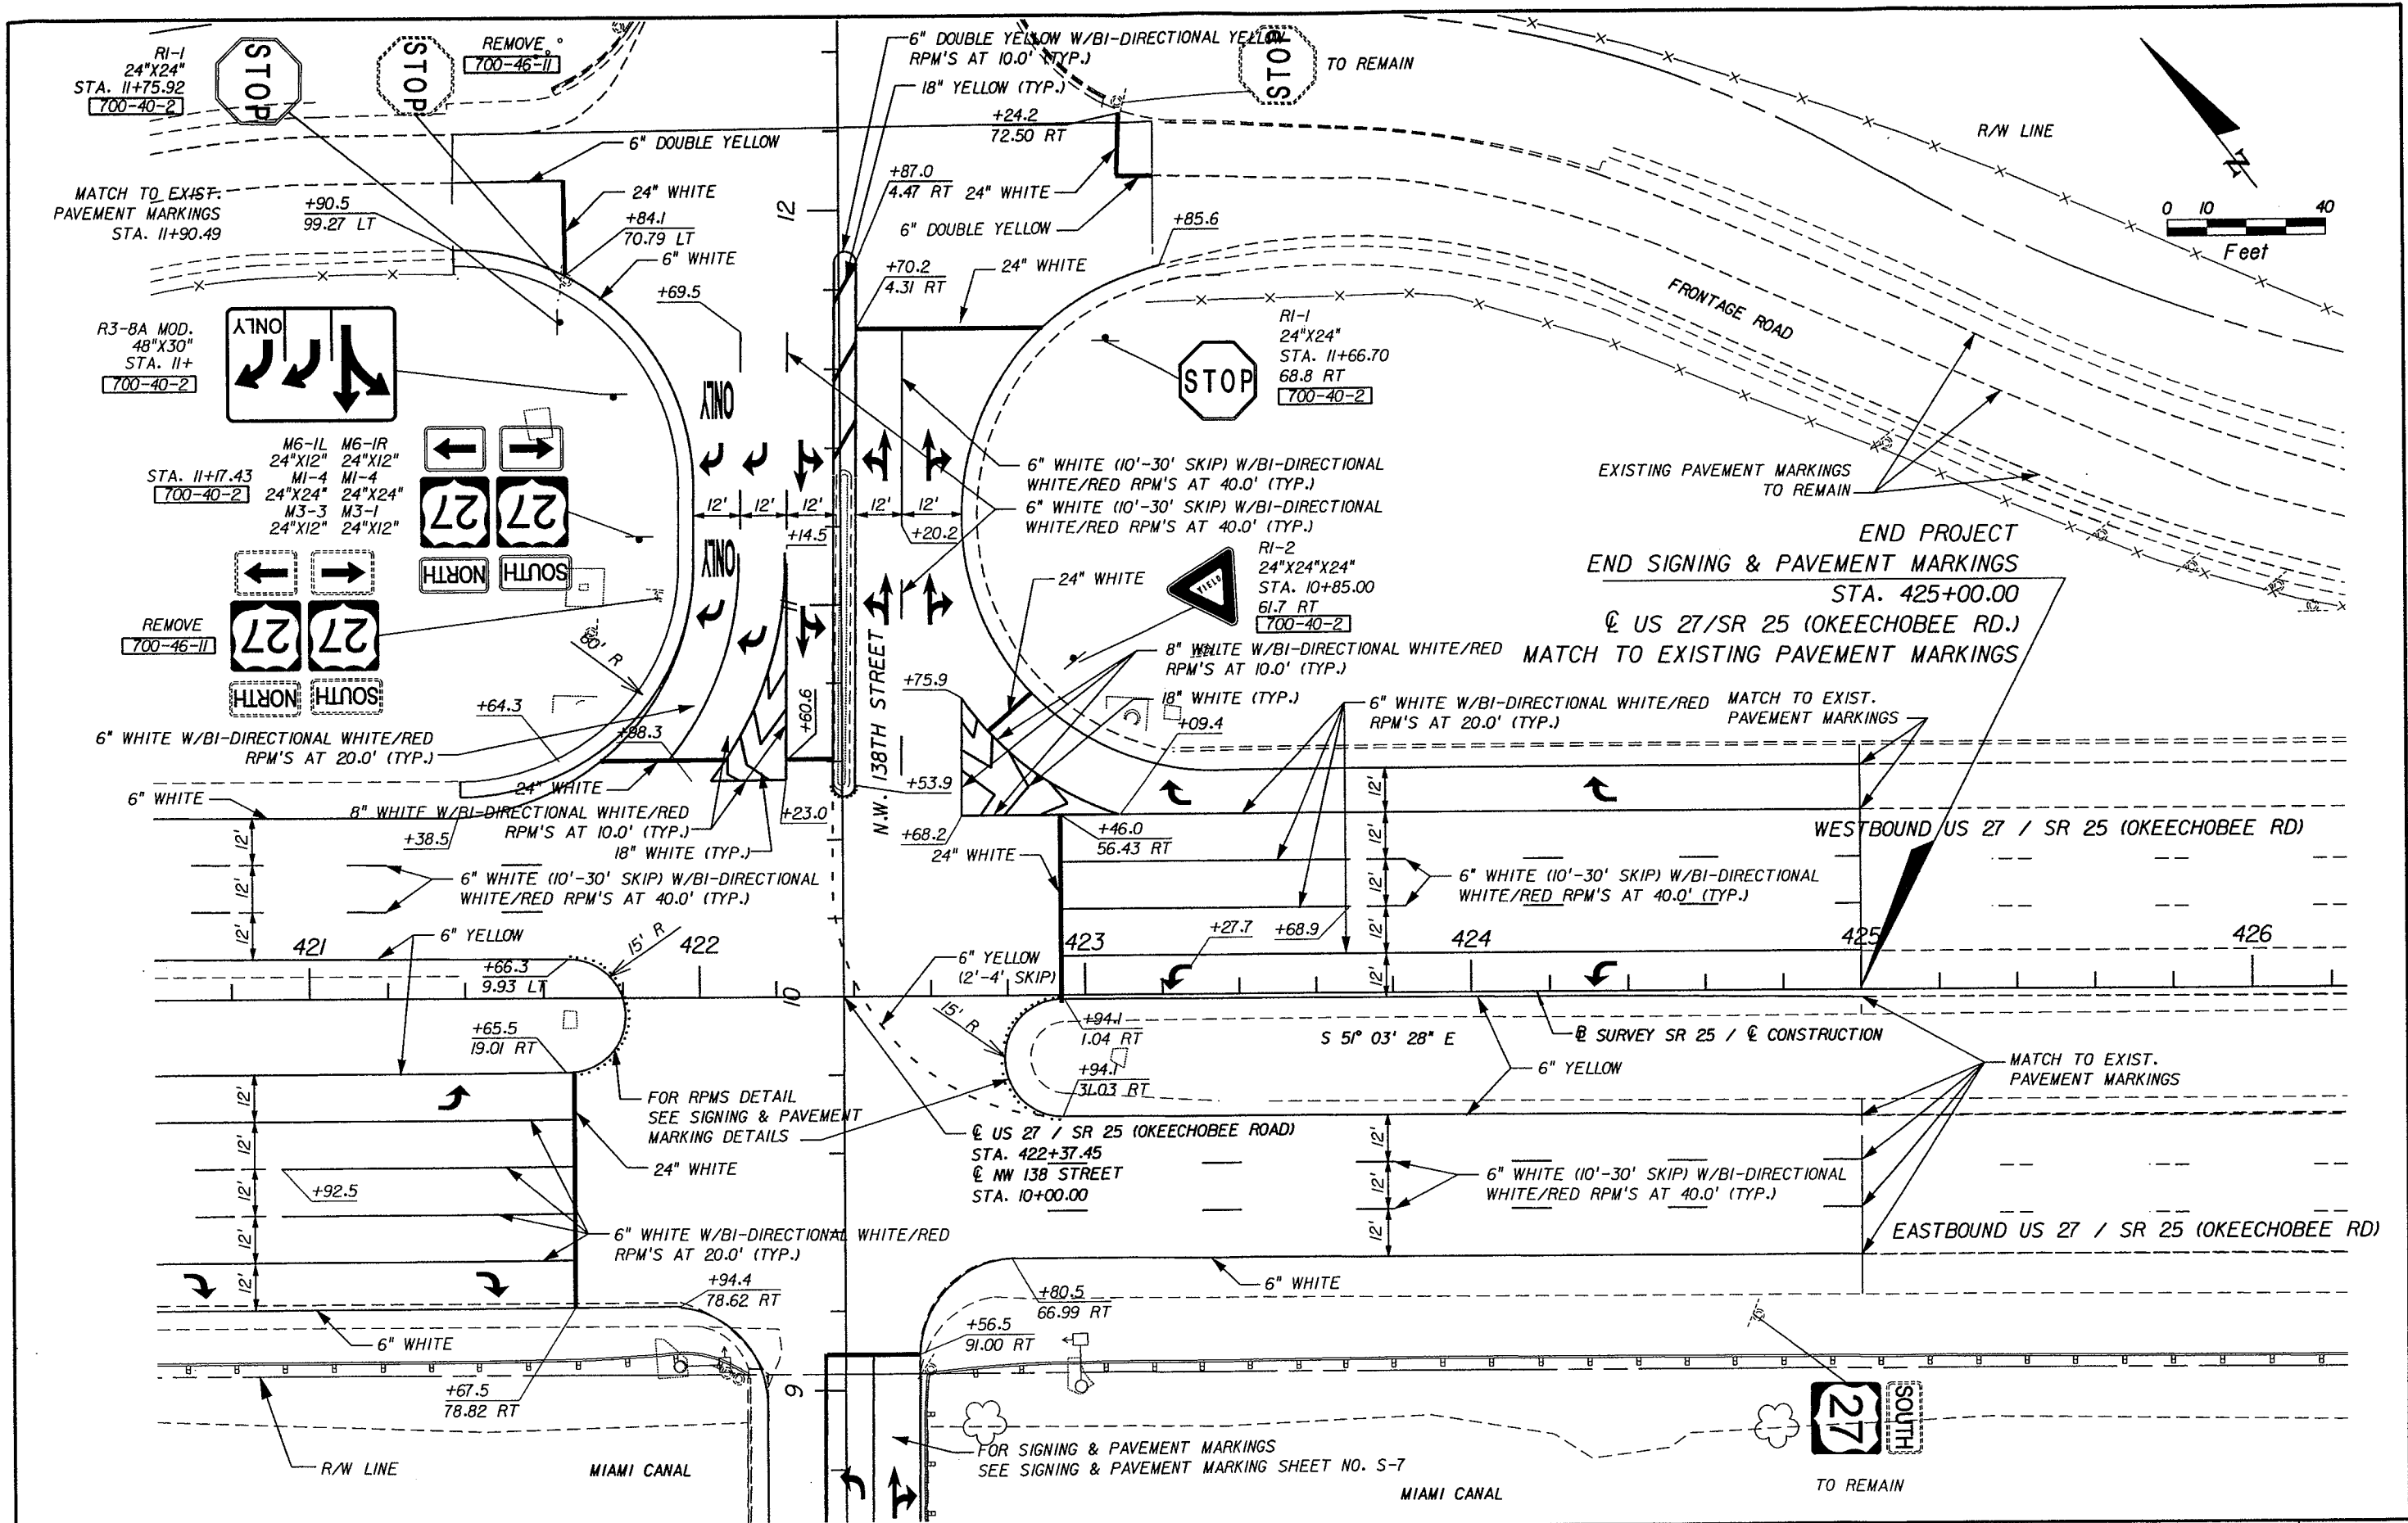 R1-1
24"X24"
STA. 11+75.92
700-40-2
STOP
STOP
REMOVE
700-46-11
6" DOUBLE YELLOW W/BI-DIRECTIONAL YELLOW
RPM'S AT 10.0' (TYP.)
18" YELLOW (TYP.)
STOP
TO REMAIN
R/W LINE
N
0 10 40
Feet
6" DOUBLE YELLOW
+24.2
72.50 RT
MATCH TO EXIST.
PAVEMENT MARKINGS
STA. 11+90.49
+90.5
99.27 LT
24" WHITE
+84.1
70.79 LT
6" WHITE
12
+87.0
4.47 RT
24" WHITE
6" DOUBLE YELLOW
+85.6
+69.5
+70.2
4.31 RT
24" WHITE
FRONTAGE ROAD
R3-8A MOD.
48"X30"
STA. 11+
700-40-2
ONLY
R1-1
24"X24"
STA. 11+66.70
68.8 RT
700-40-2
STOP
ONLY
M6-1L M6-1R
24"X12" 24"X12"
M1-4 M1-4
24"X24" 24"X24"
M3-3 M3-1
24"X12" 24"X12"
STA. 11+17.43
700-40-2
27 27
NORTH SOUTH
12' 12' 12' 12' 12'
6" WHITE (10'-30' SKIP) W/BI-DIRECTIONAL
WHITE/RED RPM'S AT 40.0' (TYP.)
6" WHITE (10'-30' SKIP) W/BI-DIRECTIONAL
WHITE/RED RPM'S AT 40.0' (TYP.)
EXISTING PAVEMENT MARKINGS
TO REMAIN
+14.5
+20.2
ONLY
R1-2
24"X24"X24"
STA. 10+85.00
61.7 RT
700-40-2
YIELD
24" WHITE
END PROJECT
END SIGNING & PAVEMENT MARKINGS
STA. 425+00.00
℄ US 27/SR 25 (OKEECHOBEE RD.)
MATCH TO EXISTING PAVEMENT MARKINGS
REMOVE
700-46-11
27 27
NORTH SOUTH
60' R
N.W. 138TH STREET
8" WHITE W/BI-DIRECTIONAL WHITE/RED
RPM'S AT 10.0' (TYP.)
18" WHITE (TYP.)
+75.9
+60.6
+64.3
+98.3
+09.4
6" WHITE W/BI-DIRECTIONAL WHITE/RED
RPM'S AT 20.0' (TYP.)
MATCH TO EXIST.
PAVEMENT MARKINGS
6" WHITE W/BI-DIRECTIONAL WHITE/RED
RPM'S AT 20.0' (TYP.)
24" WHITE
+53.9
6" WHITE
8" WHITE W/BI-DIRECTIONAL WHITE/RED
RPM'S AT 10.0' (TYP.)
+23.0
+38.5
18" WHITE (TYP.)
+68.2
24" WHITE
+46.0
56.43 RT
12'
12'
12'
WESTBOUND US 27 / SR 25 (OKEECHOBEE RD)
6" WHITE (10'-30' SKIP) W/BI-DIRECTIONAL
WHITE/RED RPM'S AT 40.0' (TYP.)
12'
12'
12'
12'
12'
6" WHITE (10'-30' SKIP) W/BI-DIRECTIONAL
WHITE/RED RPM'S AT 40.0' (TYP.)
421 422 423 424 425 426
6" YELLOW
15' R
+66.3
9.93 LT
+27.7
+68.9
6" YELLOW
(2'-4' SKIP)
10
15' R
+65.5
19.01 RT
+94.1
1.04 RT
S 51° 03' 28" E
B SURVEY SR 25 / ℄ CONSTRUCTION
+94.1
31.03 RT
6" YELLOW
MATCH TO EXIST.
PAVEMENT MARKINGS
FOR RPMS DETAIL
SEE SIGNING & PAVEMENT
MARKING DETAILS
℄ US 27 / SR 25 (OKEECHOBEE ROAD)
STA. 422+37.45
℄ NW 138 STREET
STA. 10+00.00
12'
12'
12'
12'
12'
24" WHITE
+92.5
12'
12'
12'
6" WHITE (10'-30' SKIP) W/BI-DIRECTIONAL
WHITE/RED RPM'S AT 40.0' (TYP.)
6" WHITE W/BI-DIRECTIONAL WHITE/RED
RPM'S AT 20.0' (TYP.)
EASTBOUND US 27 / SR 25 (OKEECHOBEE RD)
+94.4
78.62 RT
+80.5
66.99 RT
6" WHITE
6" WHITE
+56.5
91.00 RT
+67.5
78.82 RT
9
R/W LINE
MIAMI CANAL
FOR SIGNING & PAVEMENT MARKINGS
SEE SIGNING & PAVEMENT MARKING SHEET NO. S-7
MIAMI CANAL
27
SOUTH
TO REMAIN